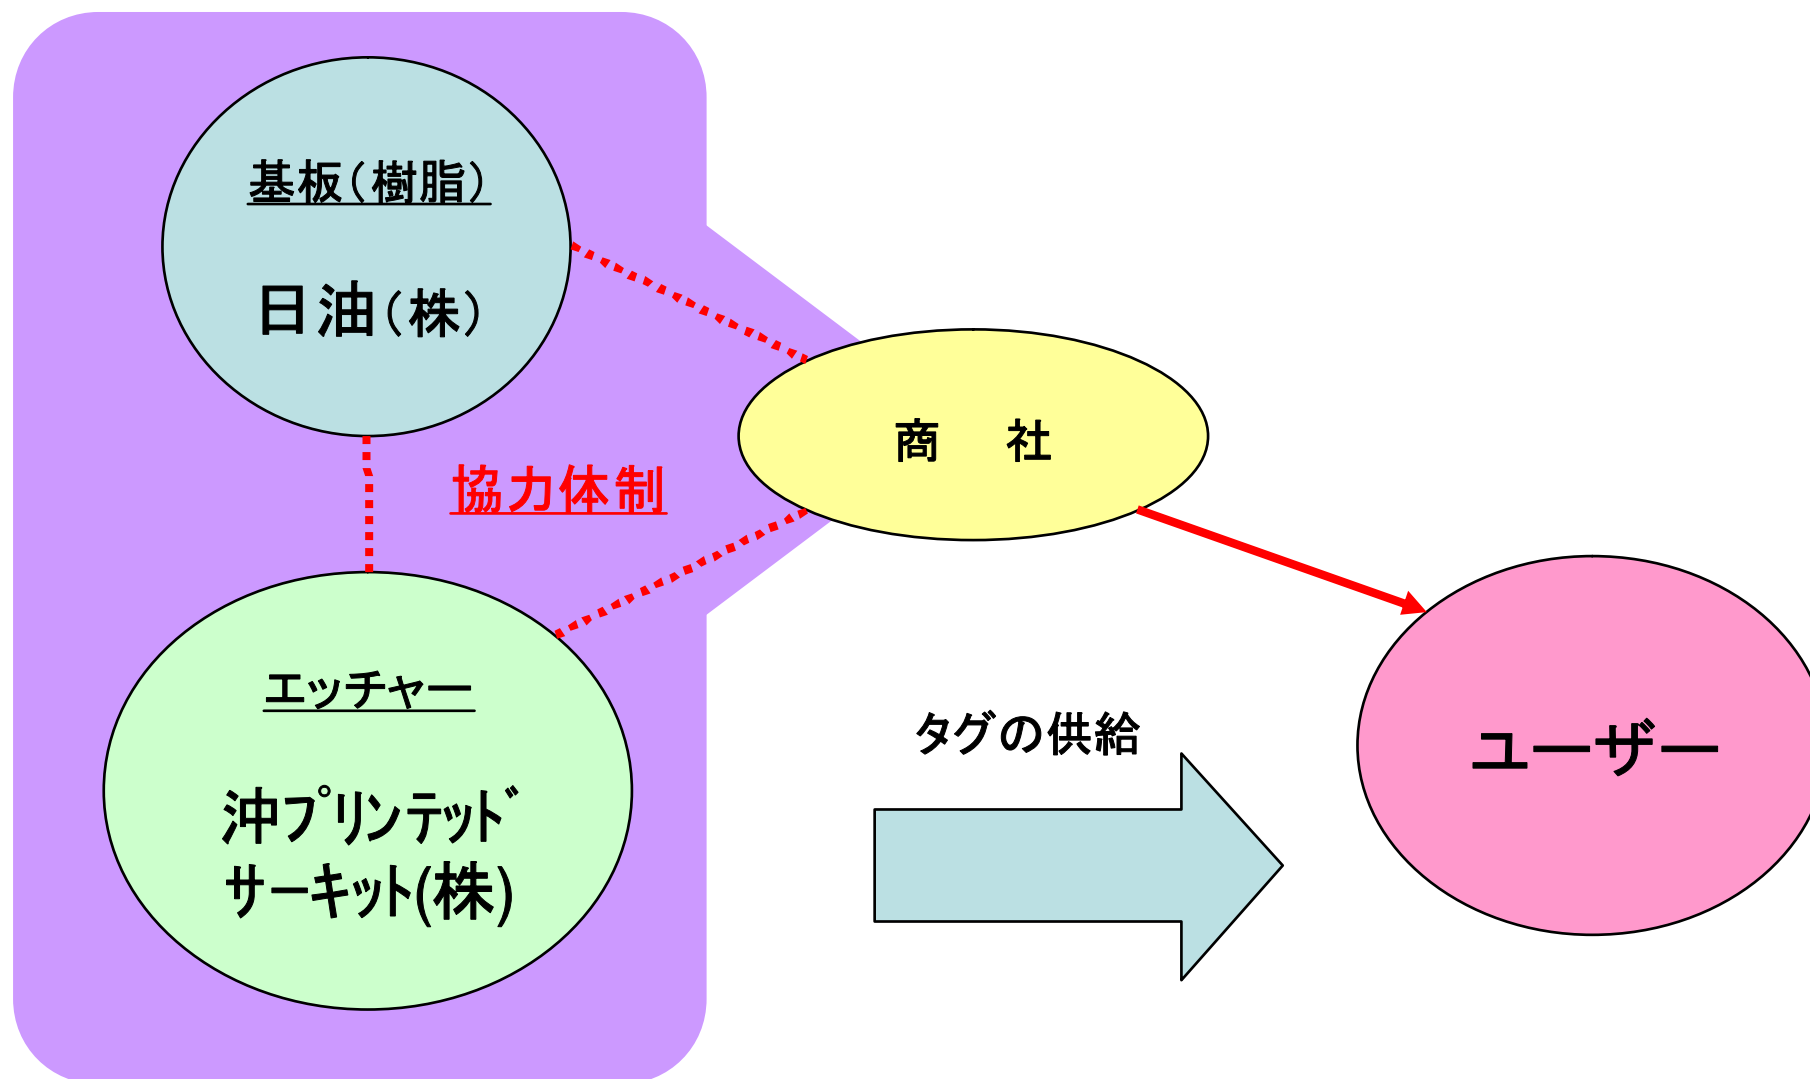 基板（樹脂）
日油（株）
商　社
協力体制
エッチャー
沖プリンテッﾄﾞ
サーキット(株)
タグの供給
ユーザー